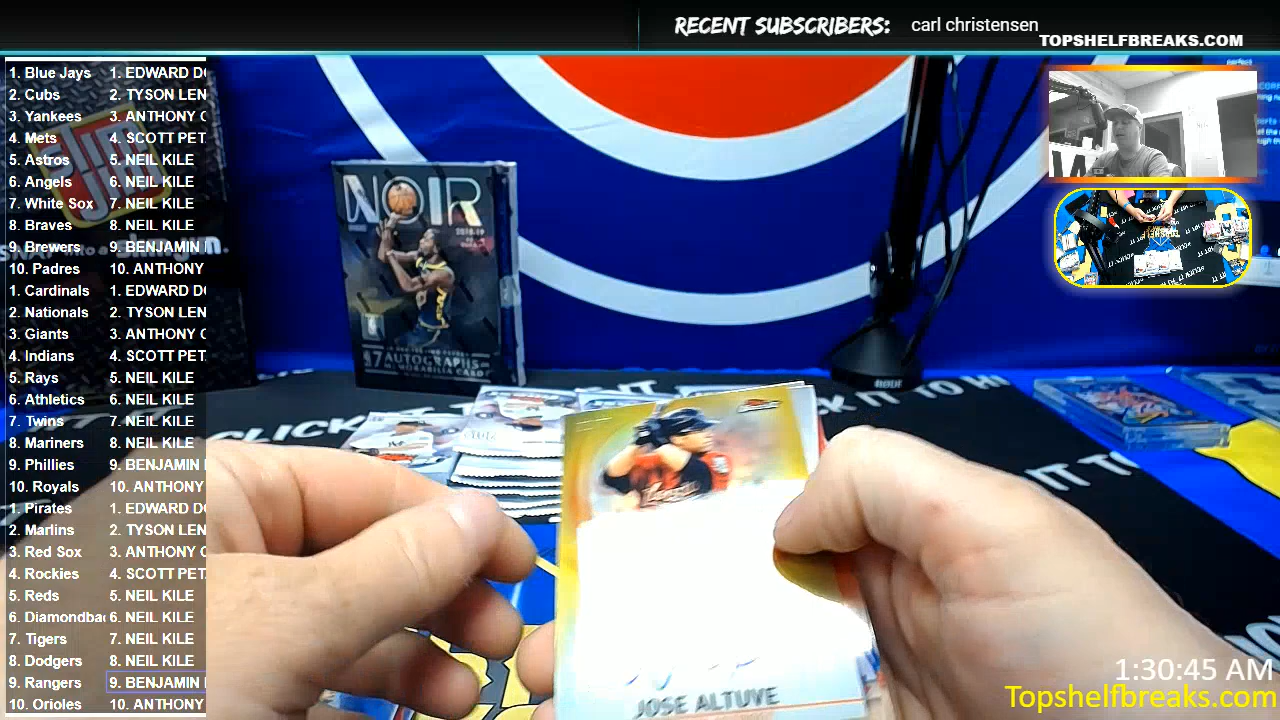 RECENT SUBSCRIBERS: carl christensen
TOPSHELFBREAKS.COM
1. Blue Jays 1. EDWARD
2. Cubs 2. TYSON LEN
3. Yankees 3. ANTHONY
4. Mets 4. SCOTT PET
5. Astros 5. NEIL KILE
6. Angels 6. NEIL KILE
7. White Sox 7. NEIL KILE
8. Braves 8. NEIL KILE
9. Brewers 9. BENJAMIN
10. Padres 10. ANTHONY
1. Cardinals 1. EDWARD
2. Nationals 2. TYSON LEN
3. Giants 3. ANTHONY
4. Indians 4. SCOTT PET
5. Rays 5. NEIL KILE
6. Athletics 6. NEIL KILE
7. Twins 7. NEIL KILE
8. Mariners 8. NEIL KILE
9. Phillies 9. BENJAMIN
10. Royals 10. ANTHONY
1. Pirates 1. EDWARD
2. Marlins 2. TYSON LEN
3. Red Sox 3. ANTHONY
4. Rockies 4. SCOTT PET
5. Reds 5. NEIL KILE
6. Diamondba 6. NEIL KILE
7. Tigers 7. NEIL KILE
8. Dodgers 8. NEIL KILE
9. Rangers 9. BENJAMIN
10. Orioles 10. ANTHONY
NOIR
2018-19
AUTOGRAPHS
MEMORABILIA CARD
CLICK IT TO
JOSE ALTUVE
1:30:45 AM
Topshelfbreaks.com